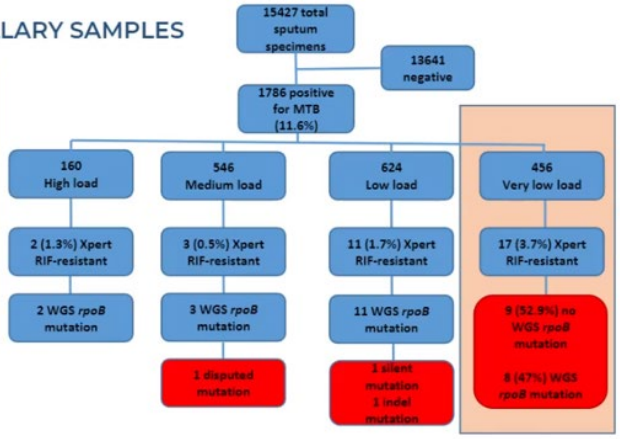 LARY SAMPLES
15427 total
sputum
specimens
13641
negative
1786 positive
for MTB
(11.6%)
160
High load
546
Medium load
624
Low load
456
Very low load
2 (1.3%) Xpert
RIF-resistant
3 (0.5%) Xpert
RIF-resistant
11 (1.7%) Xpert
RIF-resistant
17 (3.7%) Xpert
RIF-resistant
2 WGS rpoB
mutation
3 WGS rpoB
mutation
11 WGS rpoB
mutation
9 (52.9%) no
WGS rpoB
mutation
8 (47%) WGS
rpoB mutation
1 disputed
mutation
1 silent
mutation
1 indel
mutation